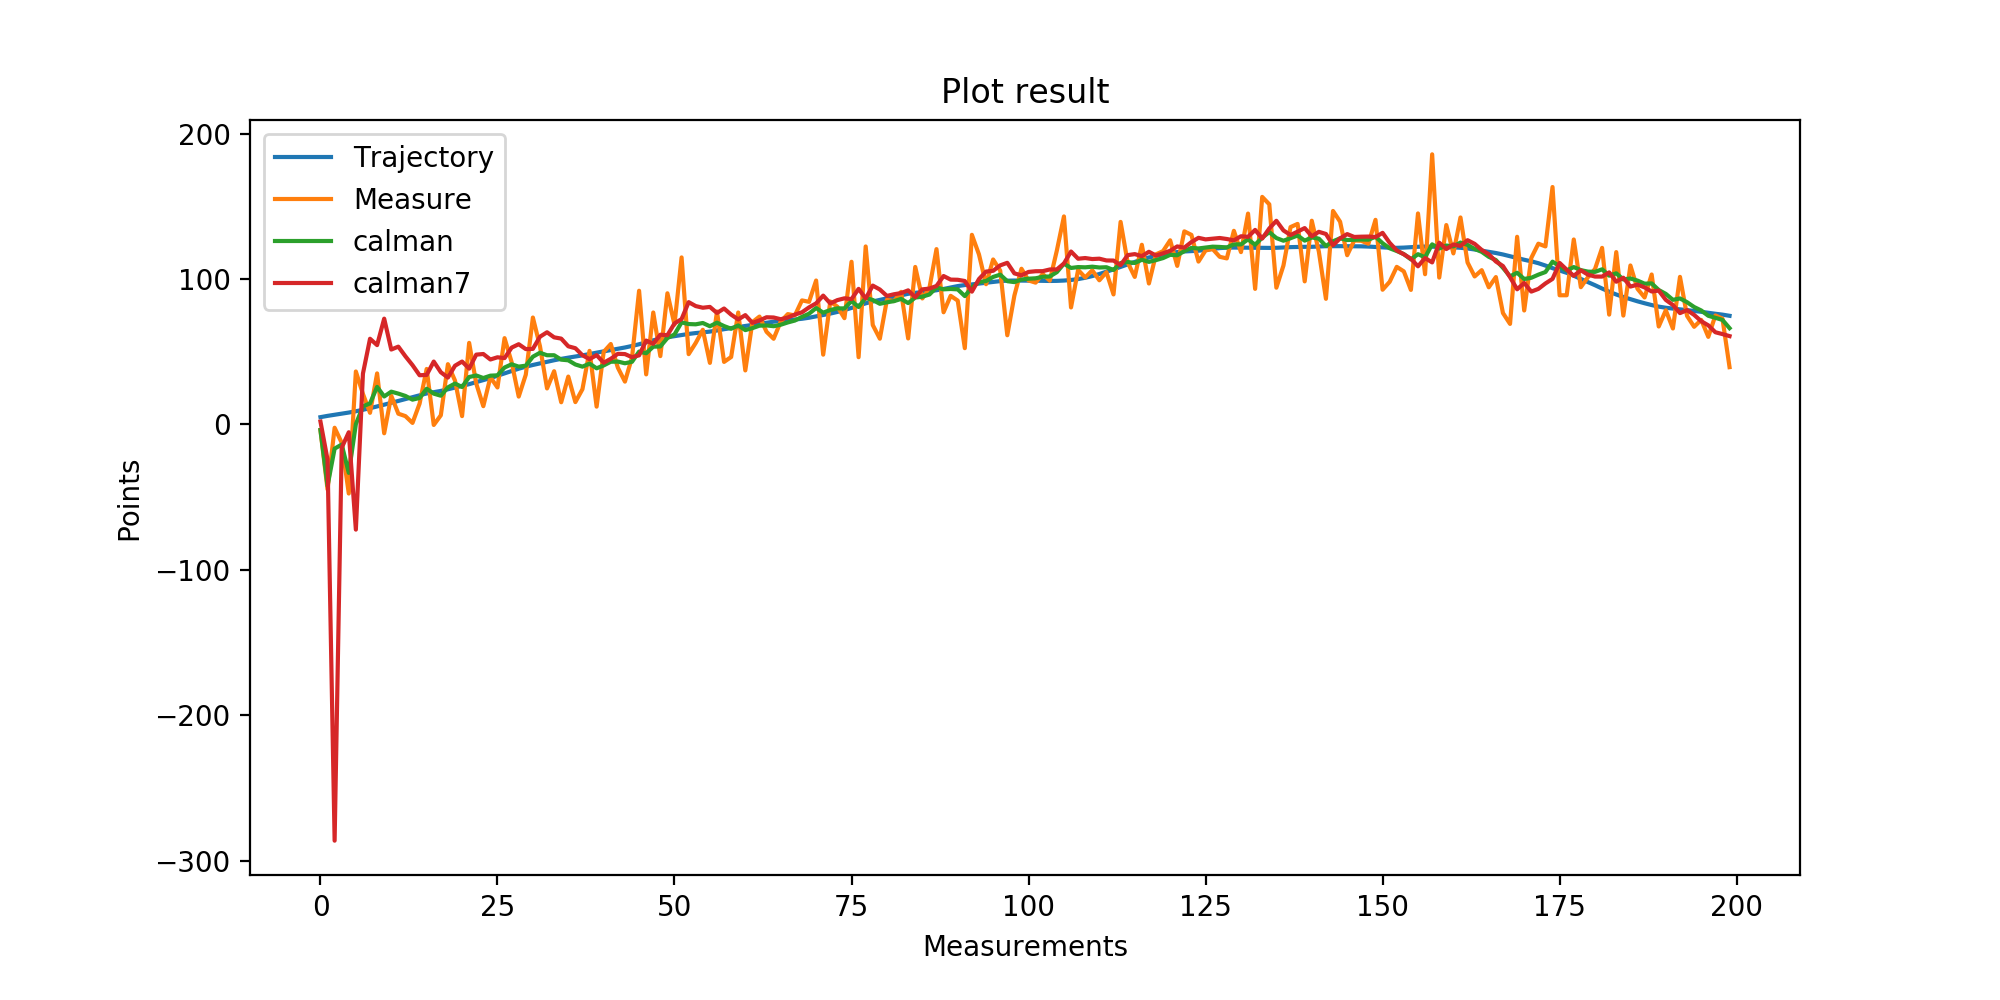 Plot result
Trajectory
Measure
calman
calman7
200
100
0
−100
−200
−300
Points
0 25 50 75 100 125 150 175 200
Measurements